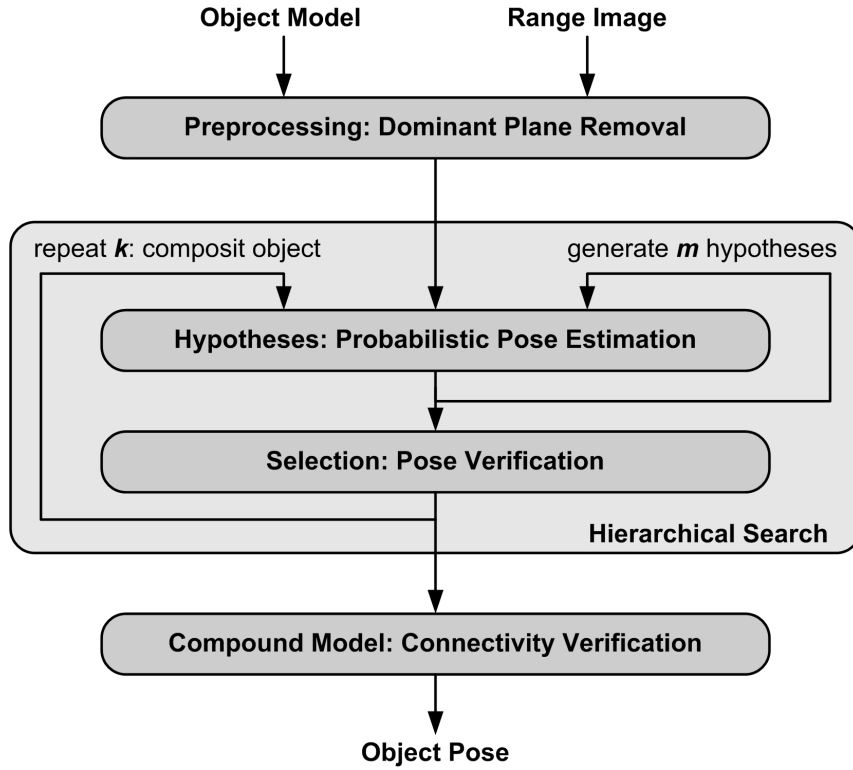 Object Model
Range Image
Preprocessing: Dominant Plane Removal
repeat k: composit object
generate m hypotheses
Hypotheses: Probabilistic Pose Estimation
Selection: Pose Verification
Hierarchical Search
Compound Model: Connectivity Verification
Object Pose